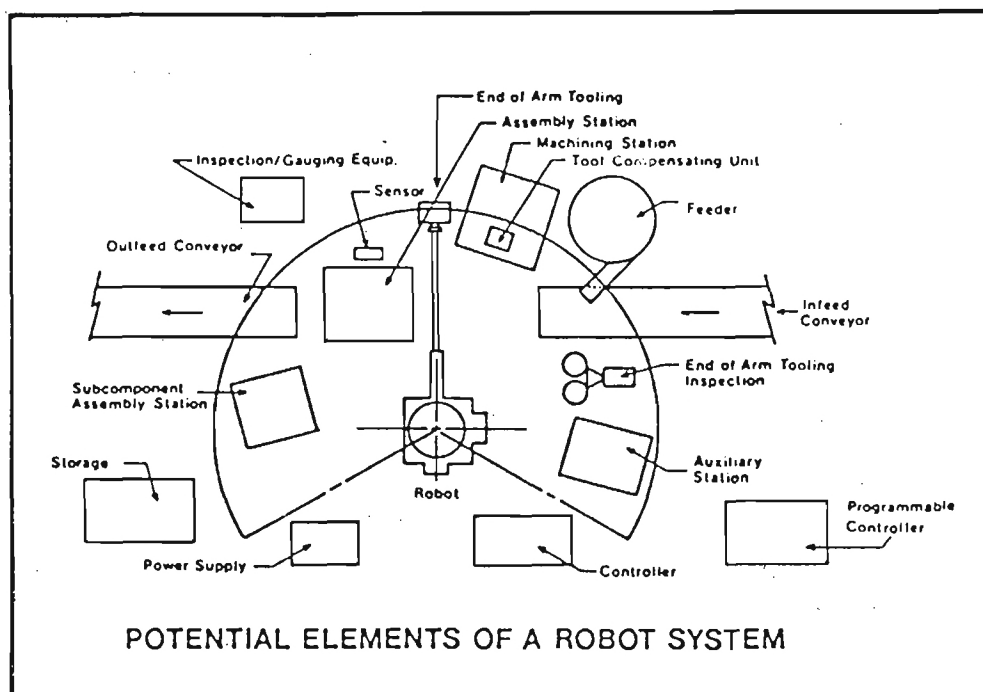 End of Arm Tooling
Assembly Station
Machining Station
Tool Compensating Unit
Inspection/Gauging Equip.
Sensor
Feeder
Outfeed Conveyor
Infeed
Conveyor
End of Arm Tooling
Inspection
Subcomponent
Assembly Station
Auxiliary
Station
Storage
Robot
Programmable
Controller
Power Supply
Controller
POTENTIAL ELEMENTS OF A ROBOT SYSTEM